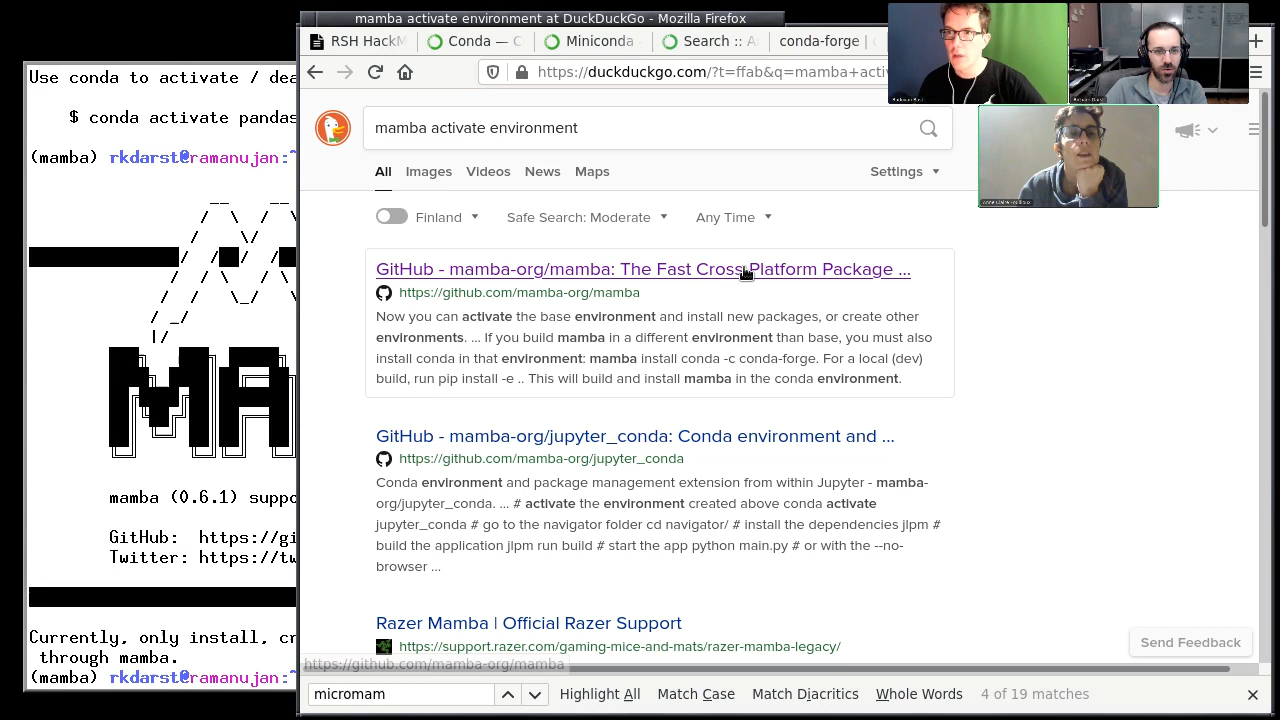 mamba activate environment at DuckDuckGo - Mozilla Firefox
RSH HackM
Conda — C
Miniconda
Search :: A
conda-forge |
https://duckduckgo.com/?t=ffab&q=mamba+activ
mamba activate environment
All Images Videos News Maps Settings
Finland Safe Search: Moderate Any Time
GitHub - mamba-org/mamba: The Fast Cross-Platform Package ...
https://github.com/mamba-org/mamba
Now you can activate the base environment and install new packages, or create other
environments. ... If you build mamba in a different environment than base, you must also
install conda in that environment: mamba install conda -c conda-forge. For a local (dev)
build, run pip install -e .. This will build and install mamba in the conda environment.
GitHub - mamba-org/jupyter_conda: Conda environment and ...
https://github.com/mamba-org/jupyter_conda
Conda environment and package management extension from within Jupyter - mamba-
org/jupyter_conda. ... # activate the environment created above conda activate
jupyter_conda # go to the navigator folder cd navigator/ # install the dependencies jlpm #
build the application jlpm run build # start the app python main.py # or with the --no-
browser ...
Razer Mamba | Official Razer Support
https://support.razer.com/gaming-mice-and-mats/razer-mamba-legacy/
Send Feedback
https://github.com/mamba-org/mamba
micromam
Highlight All Match Case Match Diacritics Whole Words 4 of 19 matches
Use conda to activate / dea
$ conda activate pandas
(mamba) rkdarst@ramanujan:~
MA
mamba (0.6.1) suppo
GitHub: https://gi
Twitter: https://tw
Currently, only install, cr
through mamba.
(mamba) rkdarst@ramanujan:~